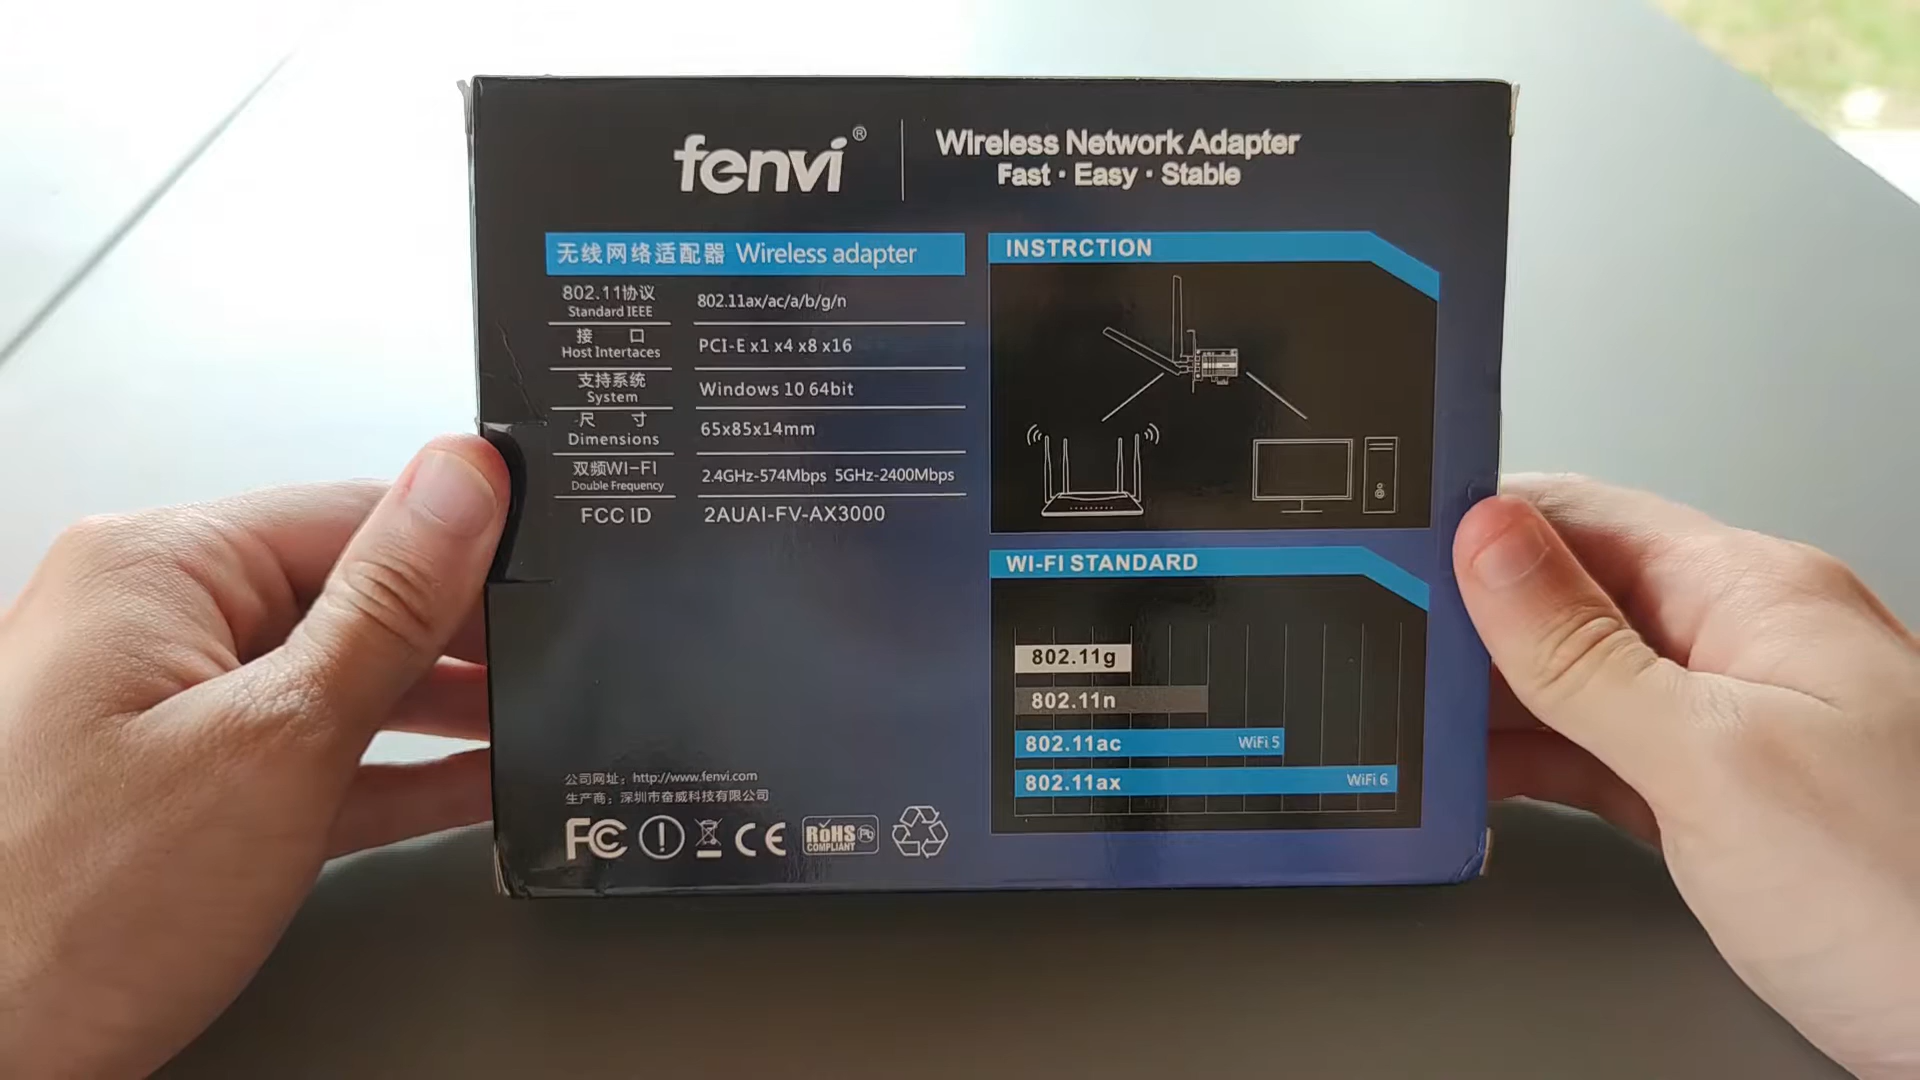 fenvi®
Wireless Network Adapter
Fast · Easy · Stable
无线网络适配器 Wireless adapter
802.11协议
Standard IEEE
802.11ax/ac/a/b/g/n
接 口
Host Intertaces
PCI-E x1 x4 x8 x16
支持系统
System
Windows 10 64bit
尺 寸
Dimensions
65x85x14mm
双频WI-FI
Double Frequency
2.4GHz-574Mbps 5GHz-2400Mbps
FCC ID
2AUAI-FV-AX3000
公司网址: http://www.fenvi.com
生产商: 深圳市奋威科技有限公司
FC
CE
RoHS
COMPLIANT
Pb
INSTRCTION
WI-FI STANDARD
802.11g
802.11n
802.11ac WiFi 5
802.11ax WiFi 6